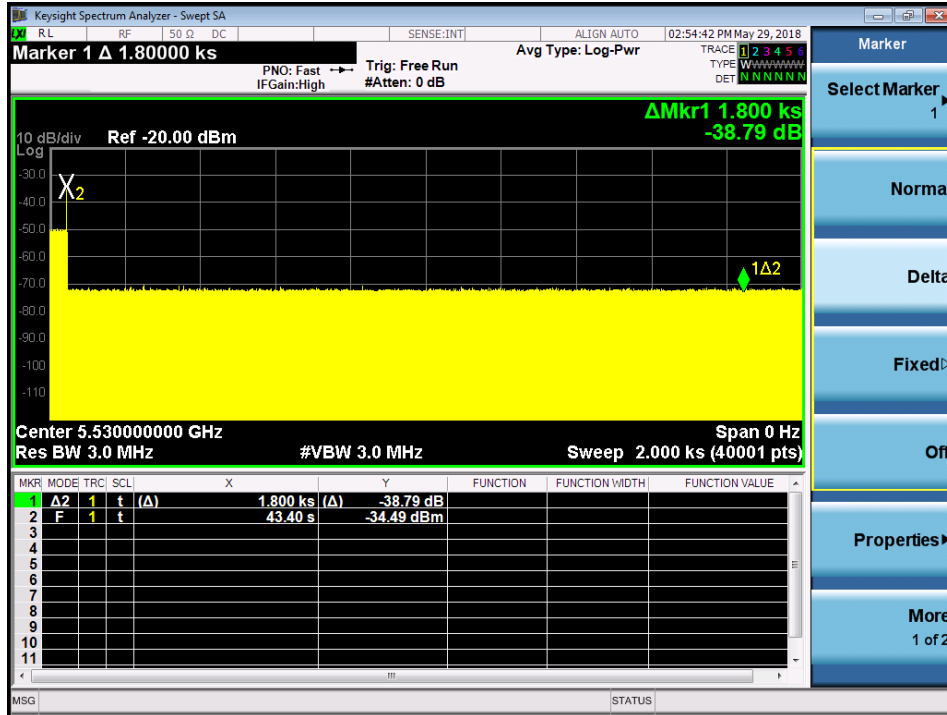 Keysight Spectrum Analyzer - Swept SA
LXI RL RF 50 Ω DC SENSE:INT ALIGN AUTO 02:54:42 PM May 29, 2018
Marker 1 Δ 1.80000 ks
PNO: Fast
IFGain:High
Trig: Free Run
#Atten: 0 dB
Avg Type: Log-Pwr
TRACE 1 2 3 4 5 6
TYPE WWWWWW
DET N N N N N N
ΔMkr1 1.800 ks
-38.79 dB
10 dB/div Ref -20.00 dBm
Log
-30.0
-40.0
-50.0
-60.0
-70.0
-80.0
-90.0
-100
-110
2
1Δ2
Center 5.530000000 GHz Span 0 Hz
Res BW 3.0 MHz #VBW 3.0 MHz Sweep 2.000 ks (40001 pts)
MKR MODE TRC SCL X Y FUNCTION FUNCTION WIDTH FUNCTION VALUE
1 Δ2 1 t (Δ) 1.800 ks (Δ) -38.79 dB
2 F 1 t 43.40 s -34.49 dBm
3
4
5
6
7
8
9
10
11
MSG STATUS
Marker
Select Marker
1
Norma
Delta
Fixed
Off
Properties
More
1 of 2